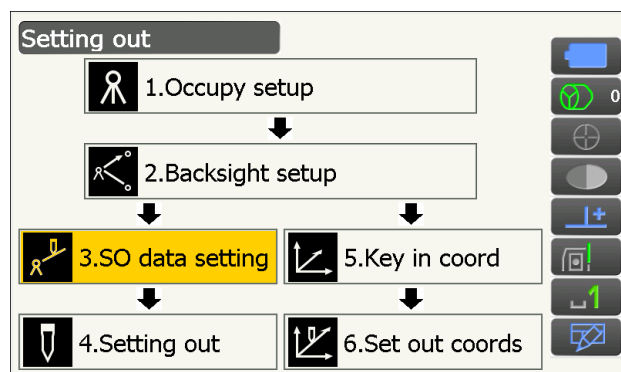 Setting out
1.Occupy setup
0
2.Backsight setup
3.SO data setting
5.Key in coord
1
4.Setting out
6.Set out coords